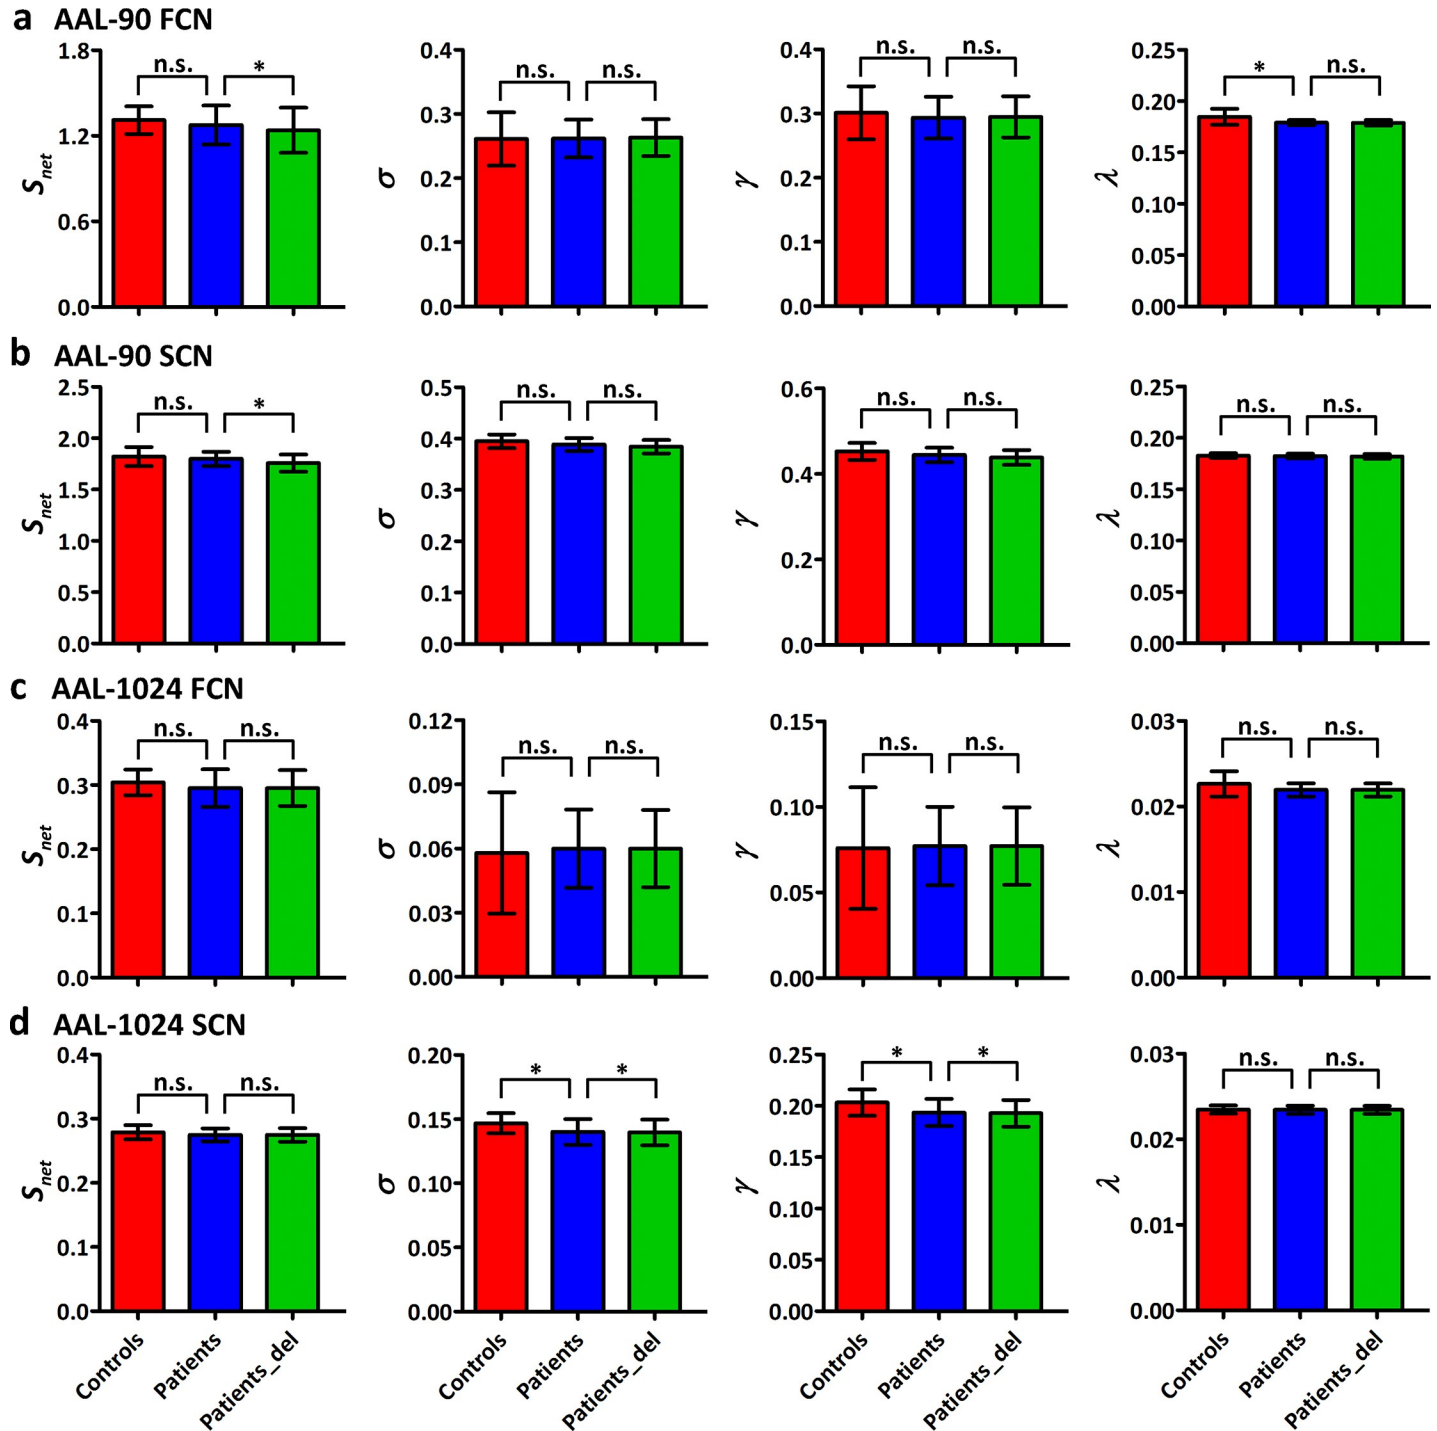 a AAL-90 FCN
1.8 1.2 0.6 0.0 S_net n.s. *
0.4 0.3 0.2 0.1 0.0 σ n.s. n.s.
0.4 0.3 0.2 0.1 0.0 γ n.s. n.s.
0.25 0.20 0.15 0.10 0.05 0.00 λ * n.s.
b AAL-90 SCN
2.5 2.0 1.5 1.0 0.5 0.0 S_net n.s. *
0.5 0.4 0.3 0.2 0.1 0.0 σ n.s. n.s.
0.6 0.4 0.2 0.0 γ n.s. n.s.
0.25 0.20 0.15 0.10 0.05 0.00 λ n.s. n.s.
c AAL-1024 FCN
0.4 0.3 0.2 0.1 0.0 S_net n.s. n.s.
0.12 0.09 0.06 0.03 0.00 σ n.s. n.s.
0.15 0.10 0.05 0.00 γ n.s. n.s.
0.03 0.02 0.01 0.00 λ n.s. n.s.
d AAL-1024 SCN
0.4 0.3 0.2 0.1 0.0 S_net n.s. n.s.
0.20 0.15 0.10 0.05 0.00 σ * *
0.25 0.20 0.15 0.10 0.05 0.00 γ * *
0.03 0.02 0.01 0.00 λ n.s. n.s.
Controls Patients Patients_del
Controls Patients Patients_del
Controls Patients Patients_del
Controls Patients Patients_del